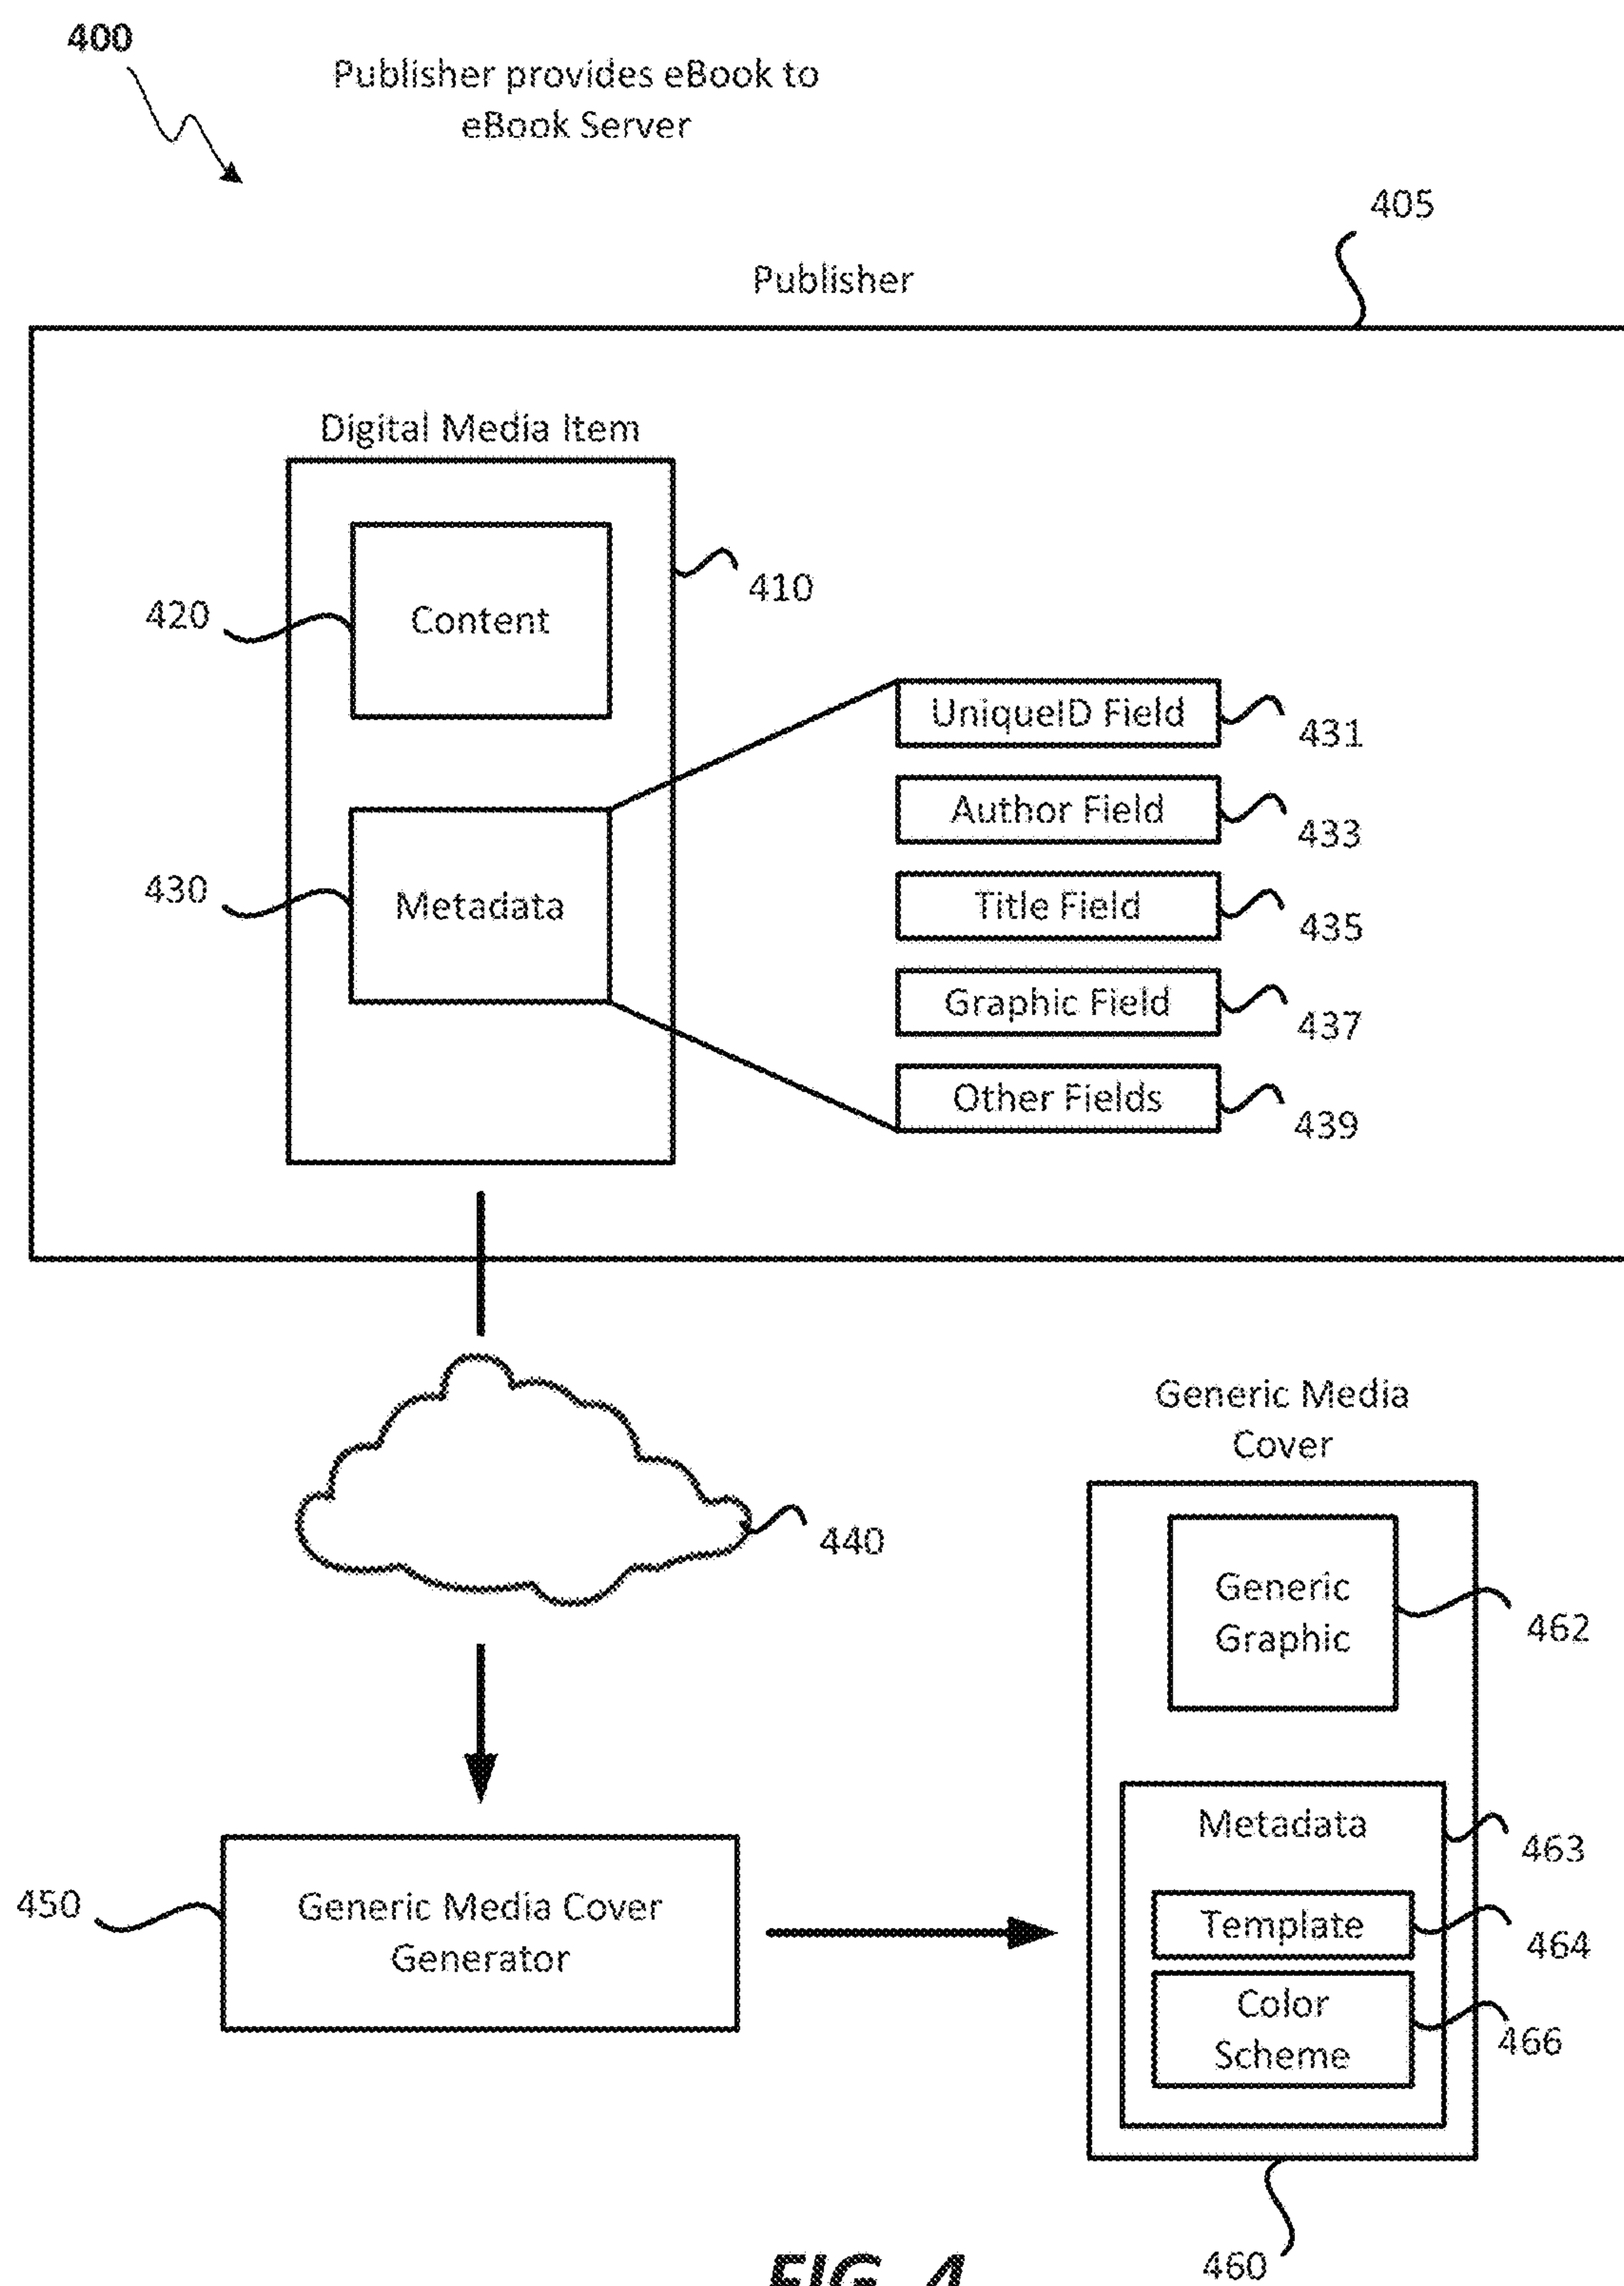 400
Publisher provides eBook to
eBook Server
405
Publisher
Digital Media Item
Content
410
420
UniqueID Field
431
Author Field
433
Title Field
435
Graphic Field
437
Other Fields
439
430
Metadata
440
Generic Media
Cover
Generic
Graphic
462
Metadata
463
Template
464
Color
Scheme
466
450
Generic Media Cover
Generator
460
FIG. 4